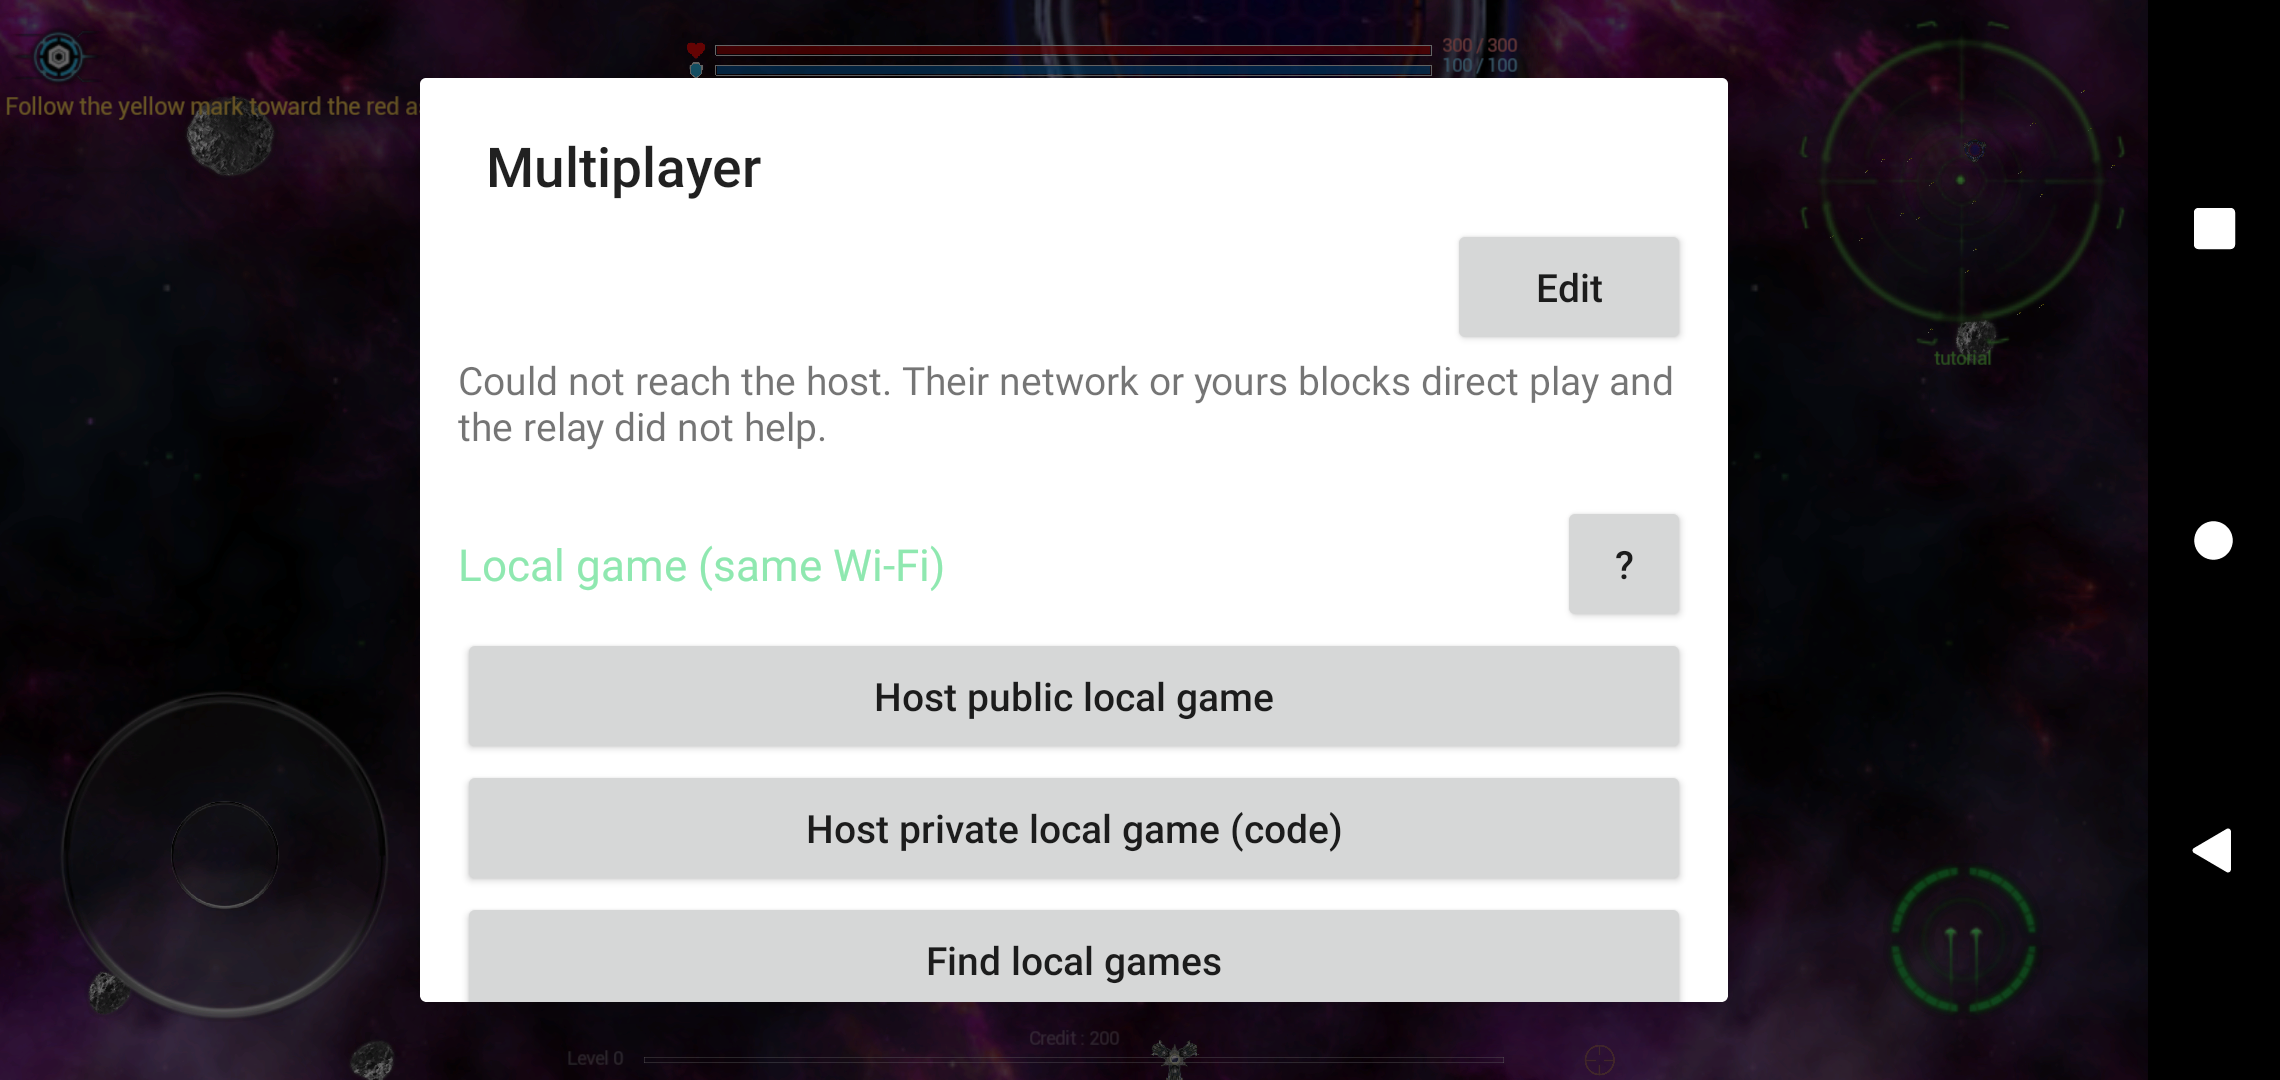 300 / 300
100 / 100
Follow the yellow mark toward the red a
Multiplayer
Edit
Could not reach the host. Their network or yours blocks direct play and
the relay did not help.
tutorial
Local game (same Wi-Fi)
?
Host public local game
Host private local game (code)
Find local games
Credit : 200
Level 0